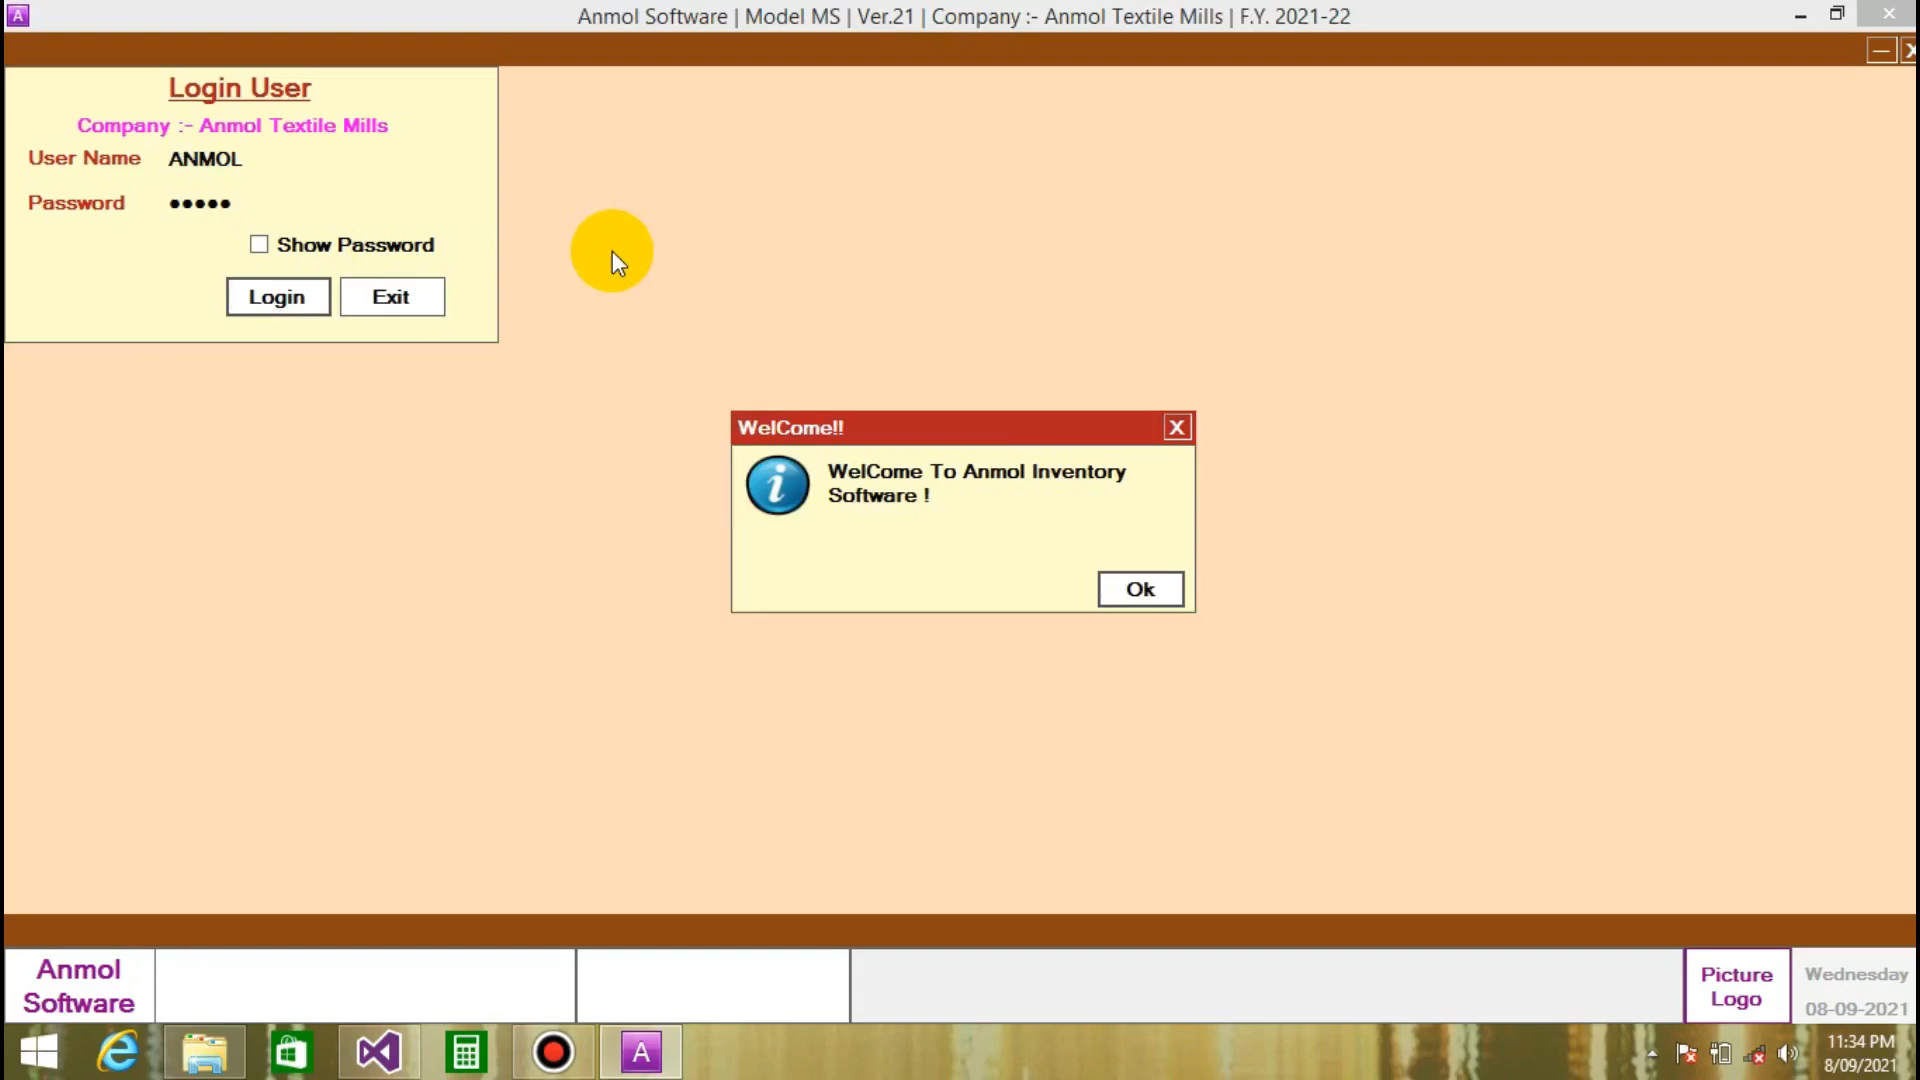 A
Anmol Software | Model MS | Ver.21 | Company :- Anmol Textile Mills | F.Y. 2021-22
Login User
Company :- Anmol Textile Mills
User Name ANMOL
Password •••••
Show Password
Login Exit
WelCome!! X
i
WelCome To Anmol Inventory
Software !
Ok
Anmol
Software
Picture
Logo
Wednesday
08-09-2021
A
11:34 PM
8/09/2021